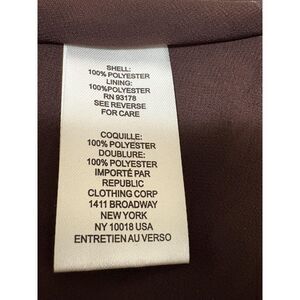 SHELL:
100% POLYESTER
LINING:
100%POLYESTER
RN 93178
SEE REVERSE
FOR CARE
COQUILLE:
100% POLYESTER
DOUBLURE:
100% POLYESTER
IMPORTÉ PAR
REPUBLIC
CLOTHING CORP
1411 BROADWAY
NEW YORK
NY 10018 USA
ENTRETIEN AU VERSO